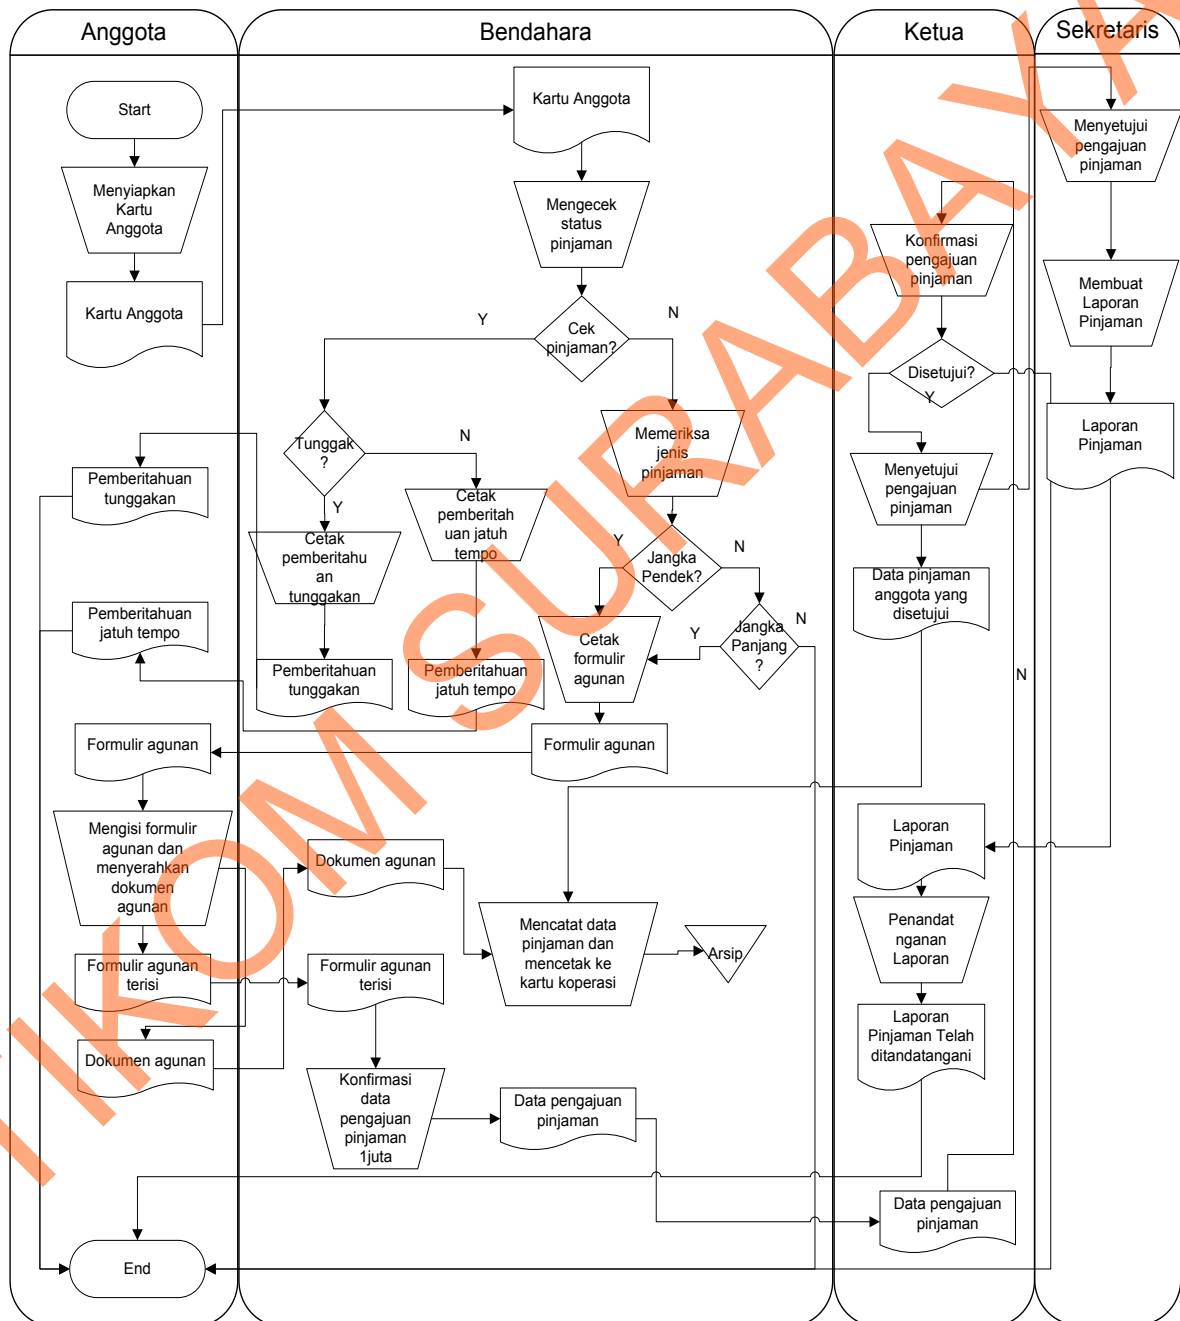 Anggota
Bendahara
Ketua
Sekretaris
Start
Menyiapkan
Kartu
Anggota
Kartu Anggota
Pemberitahuan
tunggakan
Pemberitahuan
jatuh tempo
Formulir agunan
Mengisi formulir
agunan dan
menyerahkan
dokumen
agunan
Formulir agunan
terisi
Dokumen agunan
End
Kartu Anggota
Mengecek
status
pinjaman
Cek
pinjaman?
Y
N
Tunggak
?
N
Y
Cetak
pemberitahu
an
tunggakan
Cetak
pemberitah
uan jatuh
tempo
Pemberitahuan
tunggakan
Pemberitahuan
jatuh tempo
Memeriksa
jenis
pinjaman
Jangka
Pendek?
Y
N
Jangka
Panjang
?
Y
N
Cetak
formulir
agunan
Formulir agunan
Dokumen agunan
Formulir agunan
terisi
Mencatat data
pinjaman dan
mencetak ke
kartu koperasi
Arsip
Konfirmasi
data
pengajuan
pinjaman
1juta
Data pengajuan
pinjaman
Konfirmasi
pengajuan
pinjaman
Disetujui?
Y
N
Menyetujui
pengajuan
pinjaman
Data pinjaman
anggota yang
disetujui
Laporan
Pinjaman
Penandat
nganan
Laporan
Laporan
Pinjaman Telah
ditandatangani
Data pengajuan
pinjaman
Menyetujui
pengajuan
pinjaman
Membuat
Laporan
Pinjaman
Laporan
Pinjaman
TIKOM SURABAYA